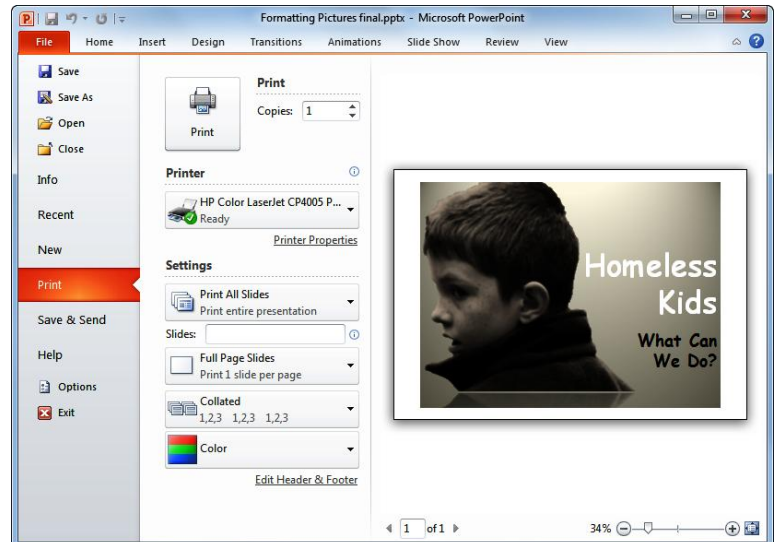 Formatting Pictures final.pptx - Microsoft PowerPoint
File Home Insert Design Transitions Animations Slide Show Review View
Save
Save As
Open
Close
Info
Recent
New
Print
Save & Send
Help
Options
Exit
Print
Print
Copies: 1
Printer
HP Color LaserJet CP4005 P...
Ready
Printer Properties
Settings
Print All Slides
Print entire presentation
Slides:
Full Page Slides
Print 1 slide per page
Collated
1,2,3 1,2,3 1,2,3
Color
Edit Header & Footer
Homeless
Kids
What Can
We Do?
1 of 1
34%